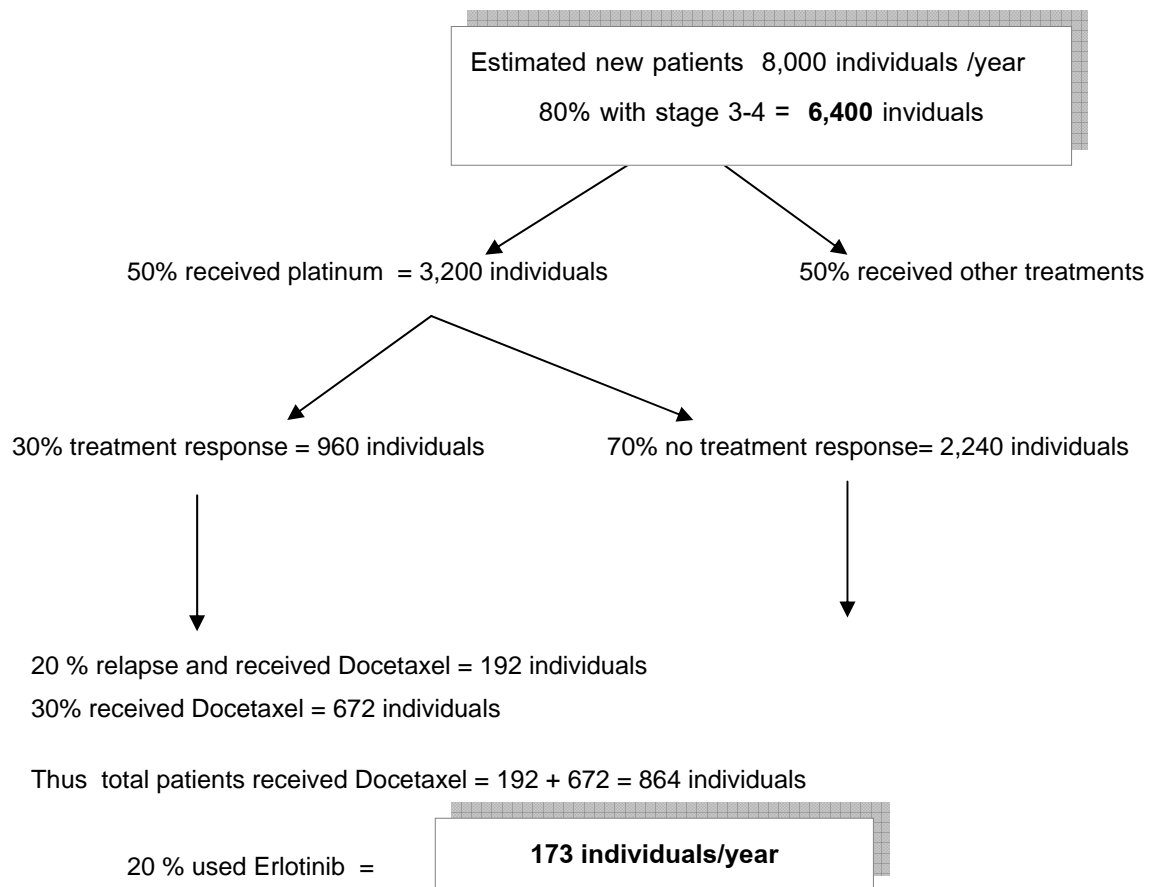 Estimated new patients 8,000 individuals /year
80% with stage 3-4 = 6,400 inviduals
50% received platinum = 3,200 individuals
50% received other treatments
30% treatment response = 960 individuals
70% no treatment response= 2,240 individuals
20 % relapse and received Docetaxel = 192 individuals
30% received Docetaxel = 672 individuals
Thus total patients received Docetaxel = 192 + 672 = 864 individuals
20 % used Erlotinib =
173 individuals/year